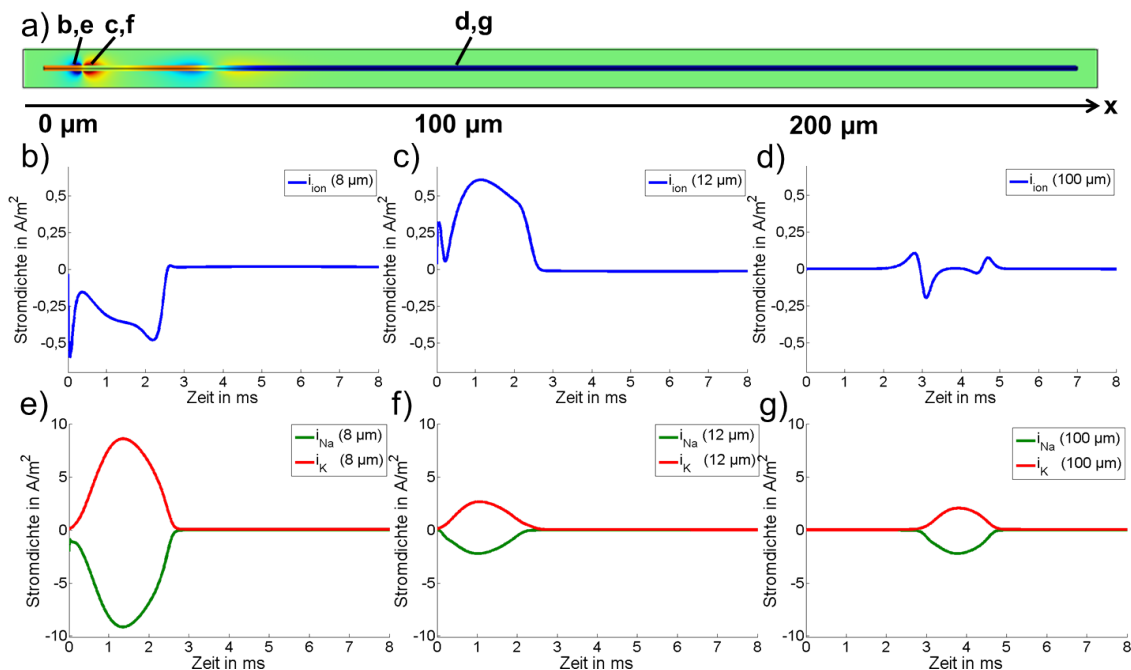 a) b,e c,f d,g
x
0 µm 100 µm 200 µm
b)
Stromdichte in A/m²
0,5
0,25
0
-0,25
-0,5
i_ion (8 µm)
0 1 2 3 4 5 6 7 8
Zeit in ms
c)
Stromdichte in A/m²
0,5
0,25
0
-0,25
-0,5
i_ion (12 µm)
0 1 2 3 4 5 6 7 8
Zeit in ms
d)
Stromdichte in A/m²
0,5
0,25
0
-0,25
-0,5
i_ion (100 µm)
0 1 2 3 4 5 6 7 8
Zeit in ms
e)
Stromdichte in A/m²
10
5
0
-5
-10
i_Na (8 µm)
i_K (8 µm)
0 1 2 3 4 5 6 7 8
Zeit in ms
f)
Stromdichte in A/m²
10
5
0
-5
-10
i_Na (12 µm)
i_K (12 µm)
0 1 2 3 4 5 6 7 8
Zeit in ms
g)
Stromdichte in A/m²
10
5
0
-5
-10
i_Na (100 µm)
i_K (100 µm)
0 1 2 3 4 5 6 7 8
Zeit in ms